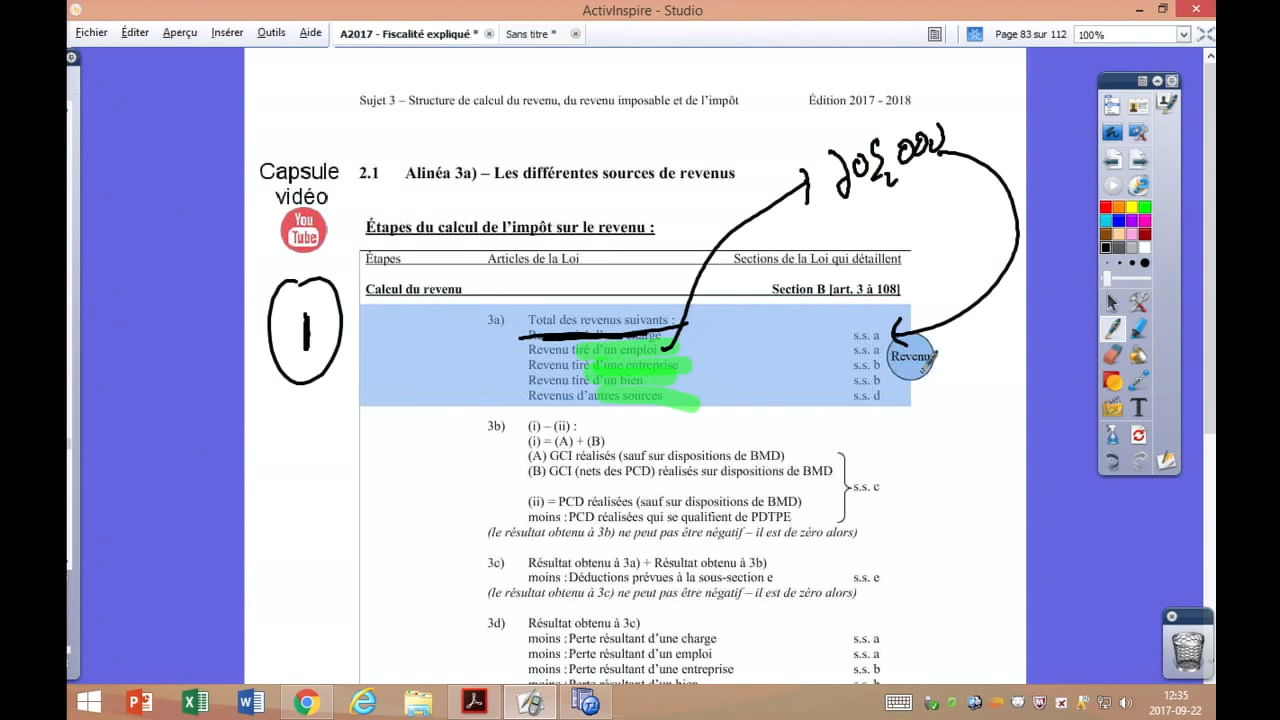 ActivInspire - Studio
Fichier Éditer Aperçu Insérer Outils Aide A2017 - Fiscalité expliqué * Sans titre * Page 83 sur 112 100%
Sujet 3 – Structure de calcul du revenu, du revenu imposable et de l'impôt Édition 2017 - 2018
Capsule
vidéo
You
Tube
2.1 Alinéa 3a) – Les différentes sources de revenus
Étapes du calcul de l'impôt sur le revenu :
Étapes Articles de la Loi Sections de la Loi qui détaillent
Calcul du revenu Section B [art. 3 à 108]
1
3a) Total des revenus suivants :
charge s.s. a
Revenu tiré d'un emploi s.s. a
Revenu tiré d'une entreprise s.s. b
Revenu tiré d'un bien s.s. b
Revenus d'autres sources s.s. d
Revenu
3b) (i) – (ii) :
(i) = (A) + (B)
(A) GCI réalisés (sauf sur dispositions de BMD)
(B) GCI (nets des PCD) réalisés sur dispositions de BMD
s.s. c
(ii) = PCD réalisées (sauf sur dispositions de BMD)
moins : PCD réalisées qui se qualifient de PDTPE
(le résultat obtenu à 3b) ne peut pas être négatif – il est de zéro alors)
3c) Résultat obtenu à 3a) + Résultat obtenu à 3b)
moins : Déductions prévues à la sous-section e s.s. e
(le résultat obtenu à 3c) ne peut pas être négatif – il est de zéro alors)
3d) Résultat obtenu à 3c)
moins : Perte résultant d'une charge s.s. a
moins : Perte résultant d'un emploi s.s. a
moins : Perte résultant d'une entreprise s.s. b
12:35
2017-09-22